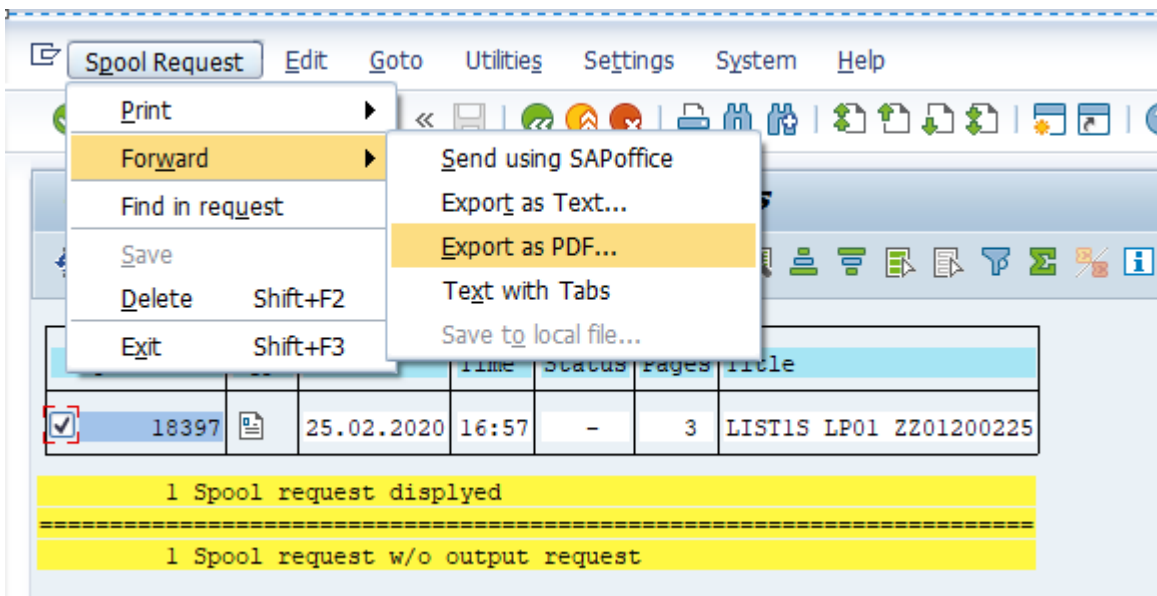 Spool Request Edit Goto Utilities Settings System Help
Print
Forward
Find in request
Save
Delete Shift+F2
Exit Shift+F3
Send using SAPoffice
Export as Text...
Export as PDF...
Text with Tabs
Save to local file...
Time Status Pages Title
18397 25.02.2020 16:57 - 3 LIST1S LP01 ZZ01200225
1 Spool request displyed
1 Spool request w/o output request